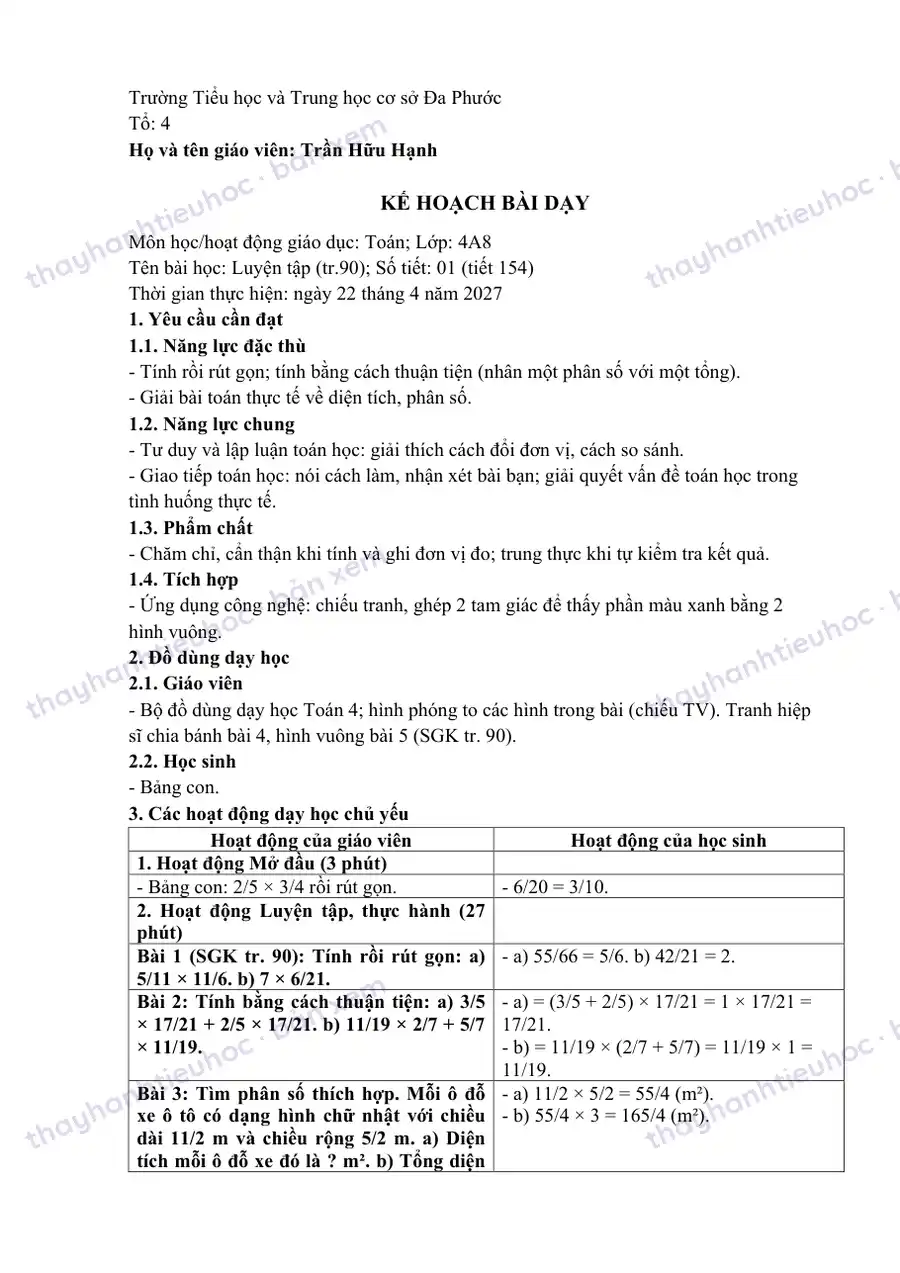 Trường Tiểu học và Trung học cơ sở Đa Phước
Tổ: 4
Họ và tên giáo viên: Trần Hữu Hạnh
KẾ HOẠCH BÀI DẠY
Môn học/hoạt động giáo dục: Toán; Lớp: 4A8
Tên bài học: Luyện tập (tr.90); Số tiết: 01 (tiết 154)
Thời gian thực hiện: ngày 22 tháng 4 năm 2027
1. Yêu cầu cần đạt
1.1. Năng lực đặc thù
- Tính rồi rút gọn; tính bằng cách thuận tiện (nhân một phân số với một tổng).
- Giải bài toán thực tế về diện tích, phân số.
1.2. Năng lực chung
- Tư duy và lập luận toán học: giải thích cách đổi đơn vị, cách so sánh.
- Giao tiếp toán học: nói cách làm, nhận xét bài bạn; giải quyết vấn đề toán học trong
tình huống thực tế.
1.3. Phẩm chất
- Chăm chỉ, cẩn thận khi tính và ghi đơn vị đo; trung thực khi tự kiểm tra kết quả.
1.4. Tích hợp
- Ứng dụng công nghệ: chiếu tranh, ghép 2 tam giác để thấy phần màu xanh bằng 2
hình vuông.
2. Đồ dùng dạy học
2.1. Giáo viên
- Bộ đồ dùng dạy học Toán 4; hình phóng to các hình trong bài (chiếu TV). Tranh hiệp
sĩ chia bánh bài 4, hình vuông bài 5 (SGK tr. 90).
2.2. Học sinh
- Bảng con.
3. Các hoạt động dạy học chủ yếu
Hoạt động của giáo viên
Hoạt động của học sinh
1. Hoạt động Mở đầu (3 phút)
- Bảng con: 2/5 × 3/4 rồi rút gọn.
- 6/20 = 3/10.
2. Hoạt động Luyện tập, thực hành (27
phút)
Bài 1 (SGK tr. 90): Tính rồi rút gọn: a)
5/11 × 11/6. b) 7 × 6/21.
- a) 55/66 = 5/6. b) 42/21 = 2.
Bài 2: Tính bằng cách thuận tiện: a) 3/5
× 17/21 + 2/5 × 17/21. b) 11/19 × 2/7 + 5/7
× 11/19.
- a) = (3/5 + 2/5) × 17/21 = 1 × 17/21 =
17/21.
- b) = 11/19 × (2/7 + 5/7) = 11/19 × 1 =
11/19.
Bài 3: Tìm phân số thích hợp. Mỗi ô đỗ
xe ô tô có dạng hình chữ nhật với chiều
dài 11/2 m và chiều rộng 5/2 m. a) Diện
tích mỗi ô đỗ xe đó là ? m². b) Tổng diện
- a) 11/2 × 5/2 = 55/4 (m²).
- b) 55/4 × 3 = 165/4 (m²).
thayhanhtieuhoc · bản xem
thayhanhtieuhoc · b
thayhanhtieuhoc · bản xem
thayhanhtieuhoc · b
thayhanhtieuhoc · bản xem
thayhanhtieuhoc · b